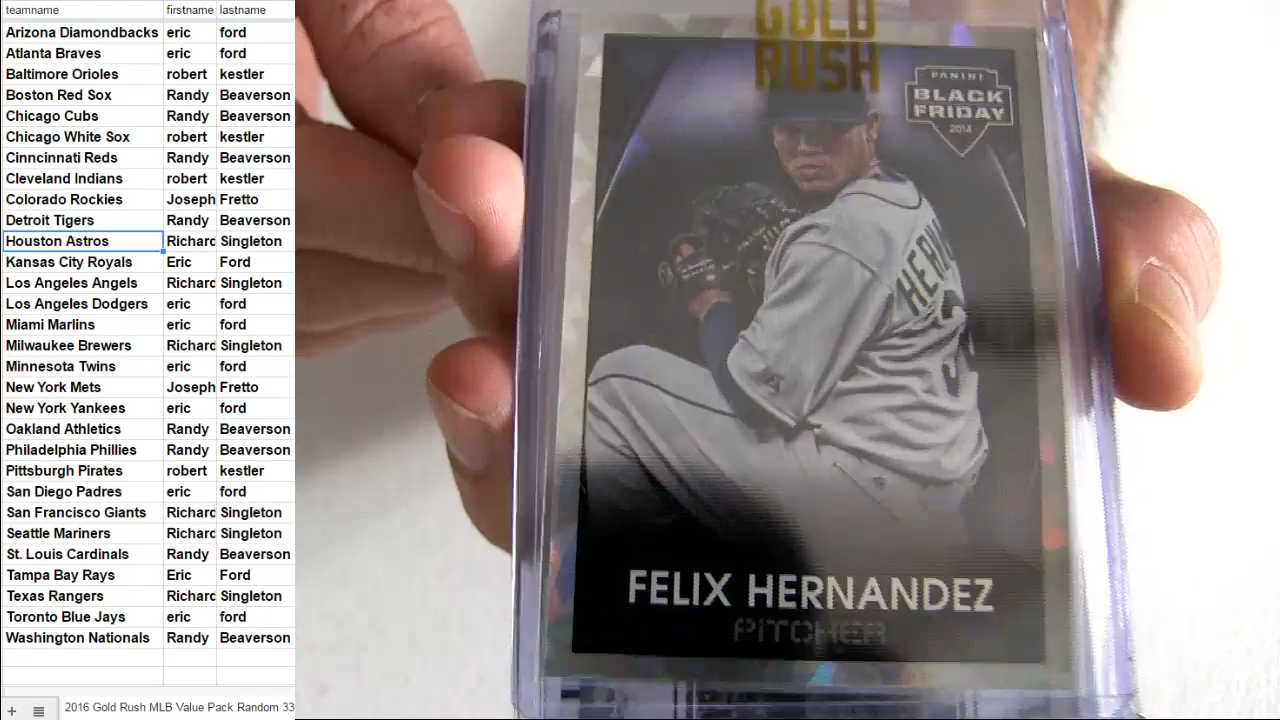 teamname firstname lastname
Arizona Diamondbacks eric ford
Atlanta Braves eric ford
Baltimore Orioles robert kestler
Boston Red Sox Randy Beaverson
Chicago Cubs Randy Beaverson
Chicago White Sox robert kestler
Cinncinnati Reds Randy Beaverson
Cleveland Indians robert kestler
Colorado Rockies Joseph Fretto
Detroit Tigers Randy Beaverson
Houston Astros Richard Singleton
Kansas City Royals Eric Ford
Los Angeles Angels Richard Singleton
Los Angeles Dodgers eric ford
Miami Marlins eric ford
Milwaukee Brewers Richard Singleton
Minnesota Twins eric ford
New York Mets Joseph Fretto
New York Yankees eric ford
Oakland Athletics Randy Beaverson
Philadelphia Phillies Randy Beaverson
Pittsburgh Pirates robert kestler
San Diego Padres eric ford
San Francisco Giants Richard Singleton
Seattle Mariners Richard Singleton
St. Louis Cardinals Randy Beaverson
Tampa Bay Rays Eric Ford
Texas Rangers Richard Singleton
Toronto Blue Jays eric ford
Washington Nationals Randy Beaverson
2016 Gold Rush MLB Value Pack Random 33
GOLD
RUSH
PANINI
BLACK
FRIDAY
2014
FELIX HERNANDEZ
PITCHER